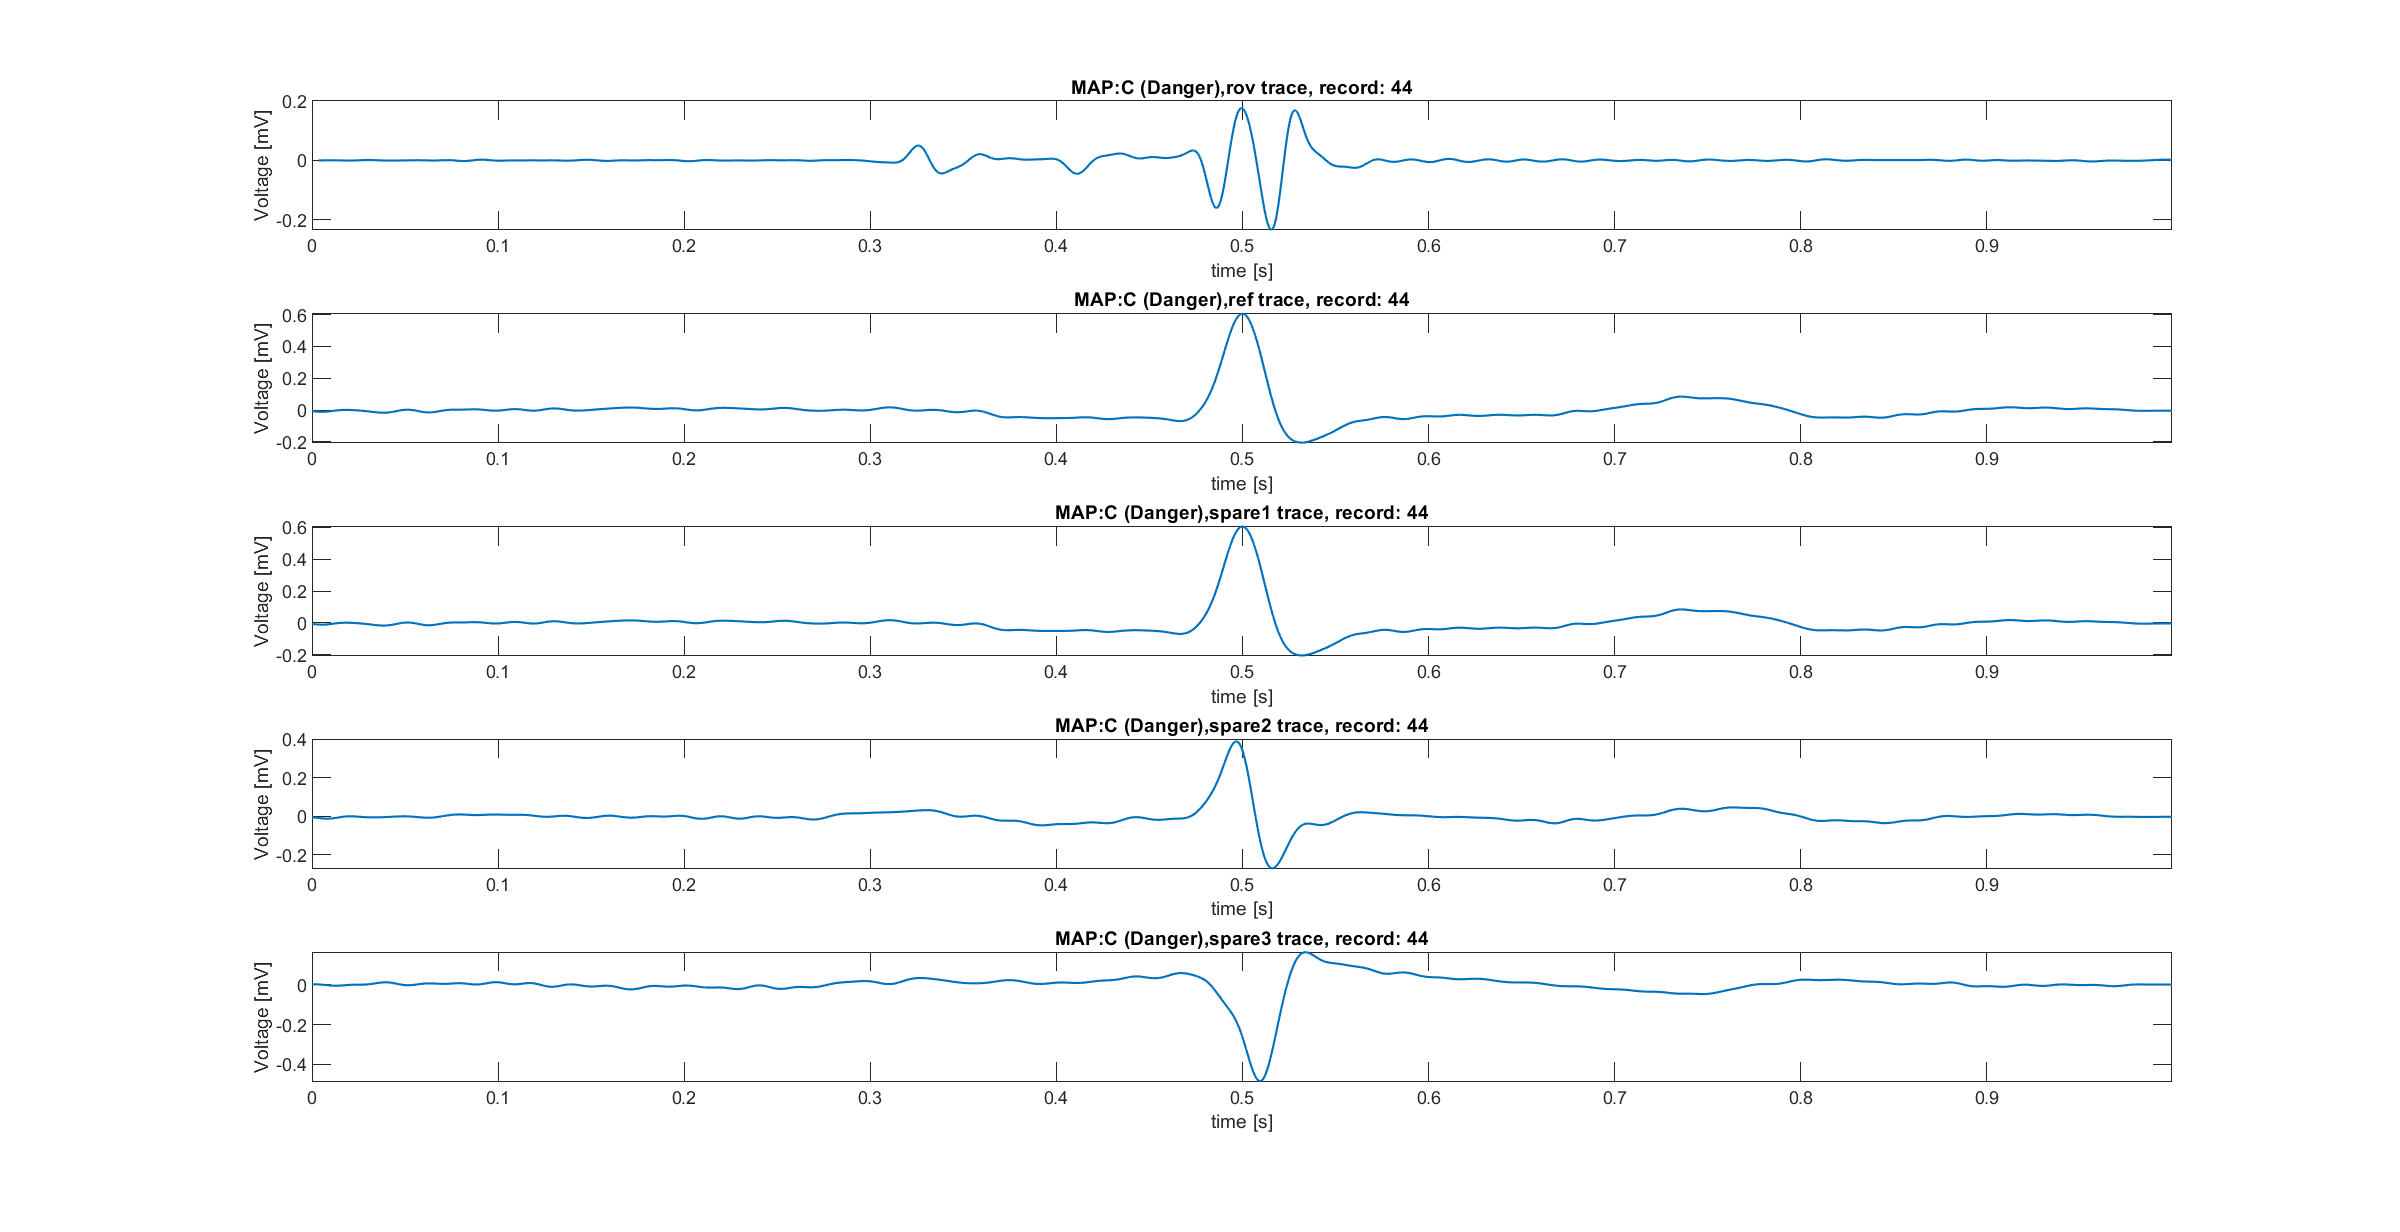 MAP:C (Danger),rov trace, record: 44
Voltage [mV]
0.2
0
-0.2
0 0.1 0.2 0.3 0.4 0.5 0.6 0.7 0.8 0.9
time [s]
MAP:C (Danger),ref trace, record: 44
Voltage [mV]
0.6
0.4
0.2
0
-0.2
0 0.1 0.2 0.3 0.4 0.5 0.6 0.7 0.8 0.9
time [s]
MAP:C (Danger),spare1 trace, record: 44
Voltage [mV]
0.6
0.4
0.2
0
-0.2
0 0.1 0.2 0.3 0.4 0.5 0.6 0.7 0.8 0.9
time [s]
MAP:C (Danger),spare2 trace, record: 44
Voltage [mV]
0.4
0.2
0
-0.2
0 0.1 0.2 0.3 0.4 0.5 0.6 0.7 0.8 0.9
time [s]
MAP:C (Danger),spare3 trace, record: 44
Voltage [mV]
0
-0.2
-0.4
0 0.1 0.2 0.3 0.4 0.5 0.6 0.7 0.8 0.9
time [s]